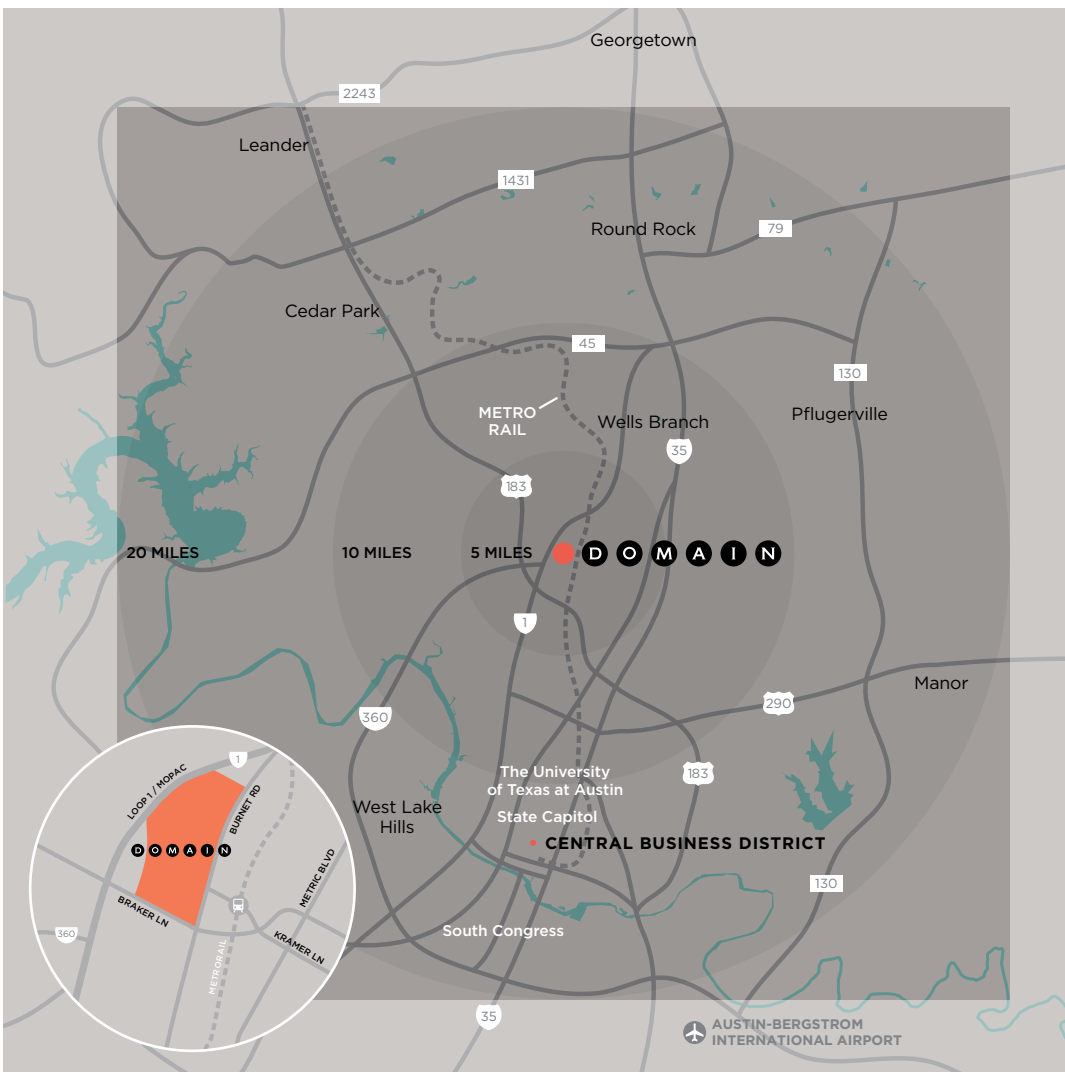 Georgetown
2243
Leander
1431
Round Rock
79
Cedar Park
45
130
METRO
RAIL
Wells Branch
Pflugerville
35
183
20 MILES
10 MILES
5 MILES
DOMAIN
1
Manor
360
290
The University
of Texas at Austin
183
State Capitol
West Lake
Hills
CENTRAL BUSINESS DISTRICT
130
South Congress
35
AUSTIN-BERGSTROM
INTERNATIONAL AIRPORT
1
LOOP 1 / MOPAC
BURNET RD
DOMAIN
METRIC BLVD
BRAKER LN
360
KRAMER LN
METRORAIL